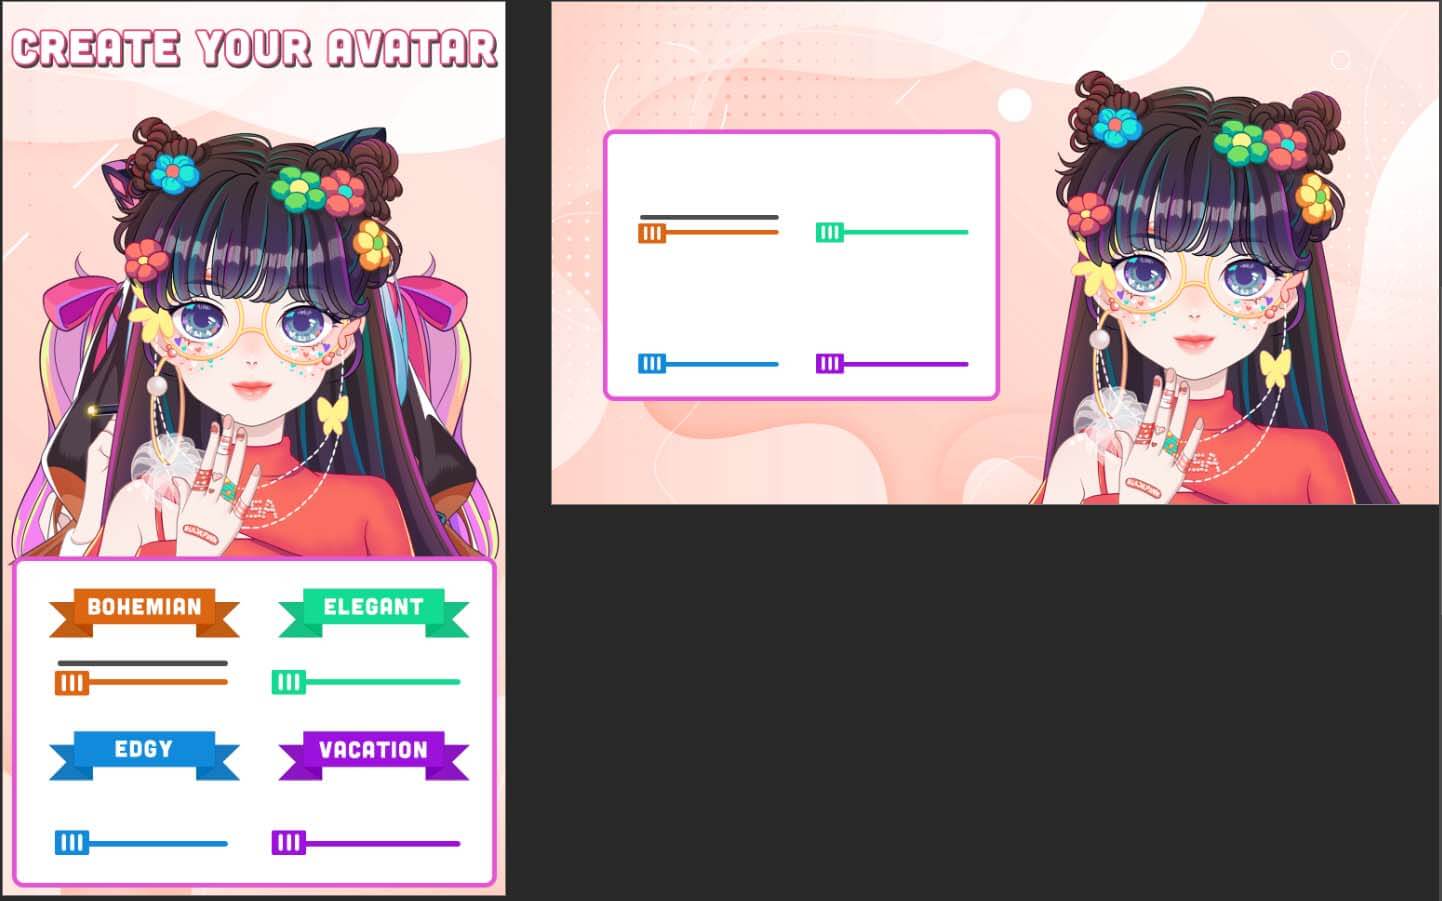 CREATE YOUR AVATAR
BOHEMIAN
ELEGANT
EDGY
VACATION